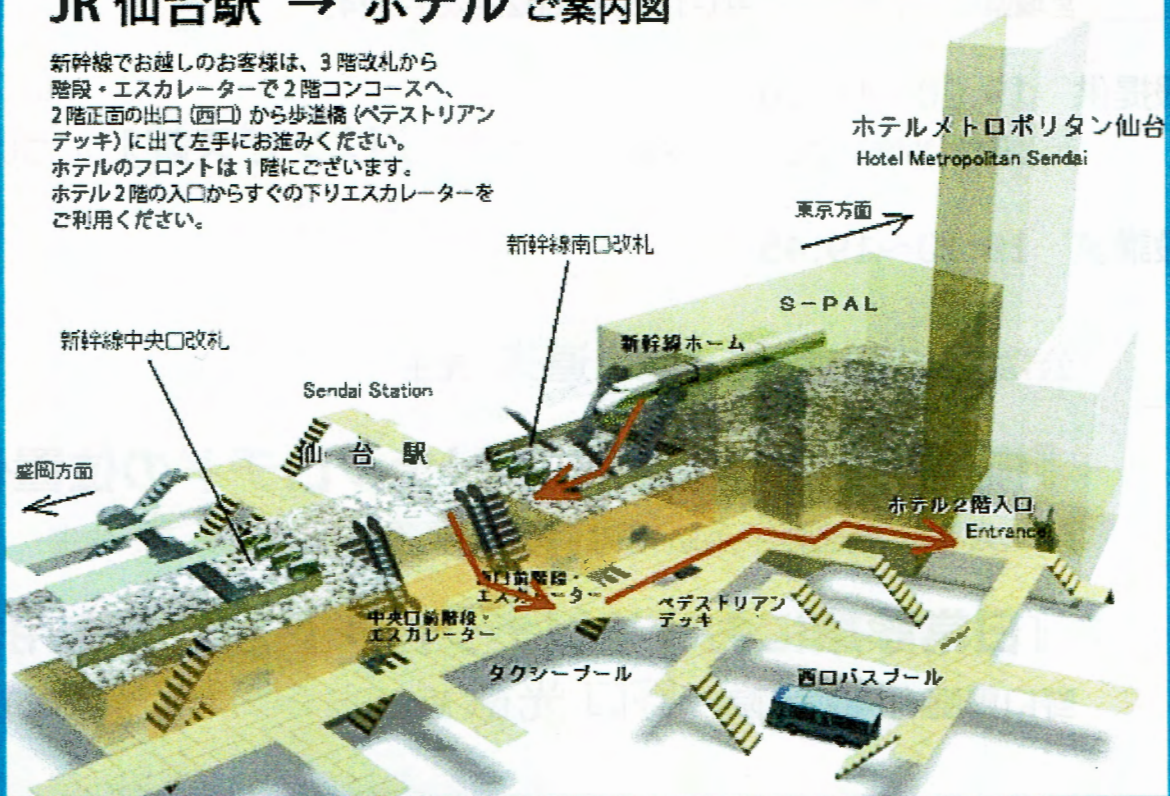 JR 仙台駅 → ホテル ご案内図
新幹線でお越しのお客様は、3階改札から
階段・エスカレーターで2階コンコースへ、
2階正面の出口(西口)から歩道橋(ペデストリアン
デッキ)に出て左手にお進みください。
ホテルのフロントは1階にございます。
ホテル2階の入口からすぐの下りエスカレーターを
ご利用ください。
ホテルメトロポリタン仙台
Hotel Metropolitan Sendai
東京方面
新幹線南口改札
S-PAL
新幹線中央口改札
新幹線ホーム
Sendai Station
仙台駅
盛岡方面
ホテル2階入口
Entrance
口前階段・
エスカレーター
中央口前階段・
エスカレーター
ペデストリアン
デッキ
タクシープール
西口バスプール